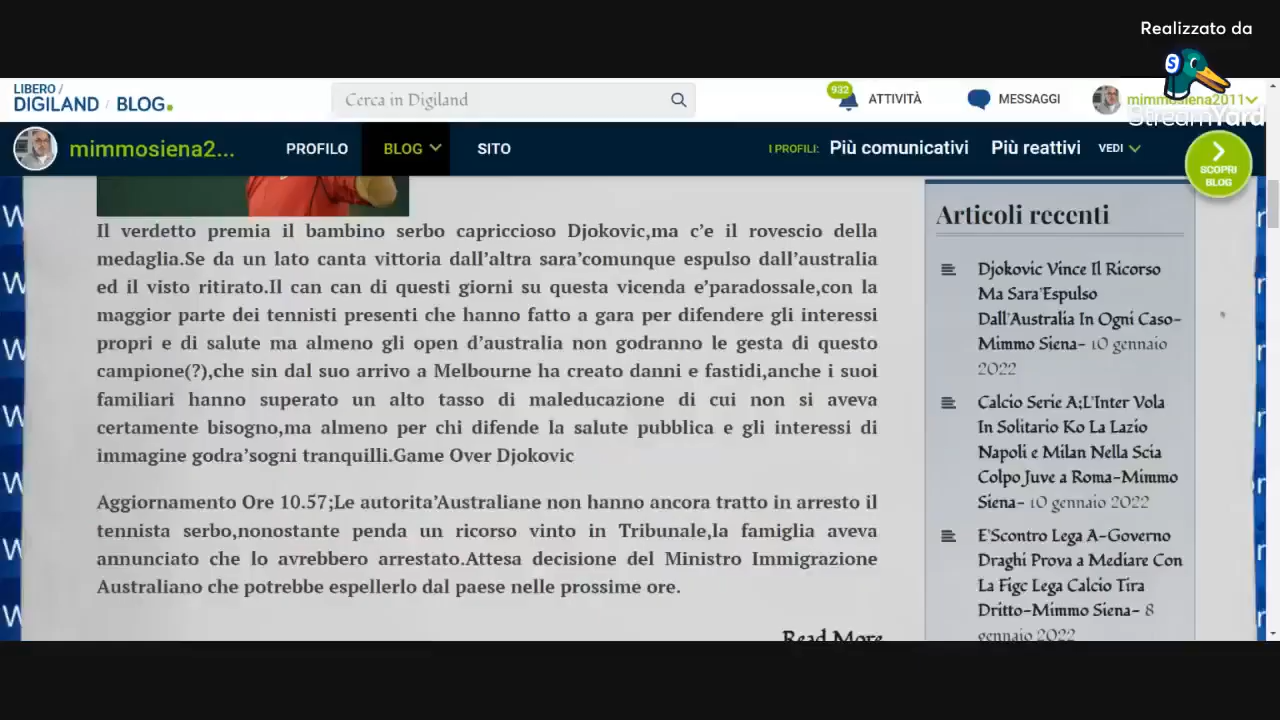 Realizzato da
StreamYard
LIBERO /
DIGILAND / BLOG.
Cerca in Digiland
932
ATTIVITÀ
MESSAGGI
mimmosiena2011
mimmosiena2...
PROFILO
BLOG
SITO
I PROFILI:
Più comunicativi
Più reattivi
VEDI
SCOPRI
BLOG
Il verdetto premia il bambino serbo capriccioso Djokovic,ma c'e il rovescio della
medaglia.Se da un lato canta vittoria dall'altra sara'comunque espulso dall'australia
ed il visto ritirato.Il can can di questi giorni su questa vicenda e'paradossale,con la
maggior parte dei tennisti presenti che hanno fatto a gara per difendere gli interessi
propri e di salute ma almeno gli open d'australia non godranno le gesta di questo
campione(?),che sin dal suo arrivo a Melbourne ha creato danni e fastidi,anche i suoi
familiari hanno superato un alto tasso di maleducazione di cui non si aveva
certamente bisogno,ma almeno per chi difende la salute pubblica e gli interessi di
immagine godra'sogni tranquilli.Game Over Djokovic
Aggiornamento Ore 10.57;Le autorita'Australiane non hanno ancora tratto in arresto il
tennista serbo,nonostante penda un ricorso vinto in Tribunale,la famiglia aveva
annunciato che lo avrebbero arrestato.Attesa decisione del Ministro Immigrazione
Australiano che potrebbe espellerlo dal paese nelle prossime ore.
Read More
Articoli recenti
Djokovic Vince Il Ricorso
Ma Sara'Espulso
Dall'Australia In Ogni Caso-
Mimmo Siena- 10 gennaio
2022
Calcio Serie A;L'Inter Vola
In Solitario Ko La Lazio
Napoli e Milan Nella Scia
Colpo Juve a Roma-Mimmo
Siena- 10 gennaio 2022
E'Scontro Lega A-Governo
Draghi Prova a Mediare Con
La Figc Lega Calcio Tira
Dritto-Mimmo Siena- 8
gennaio 2022